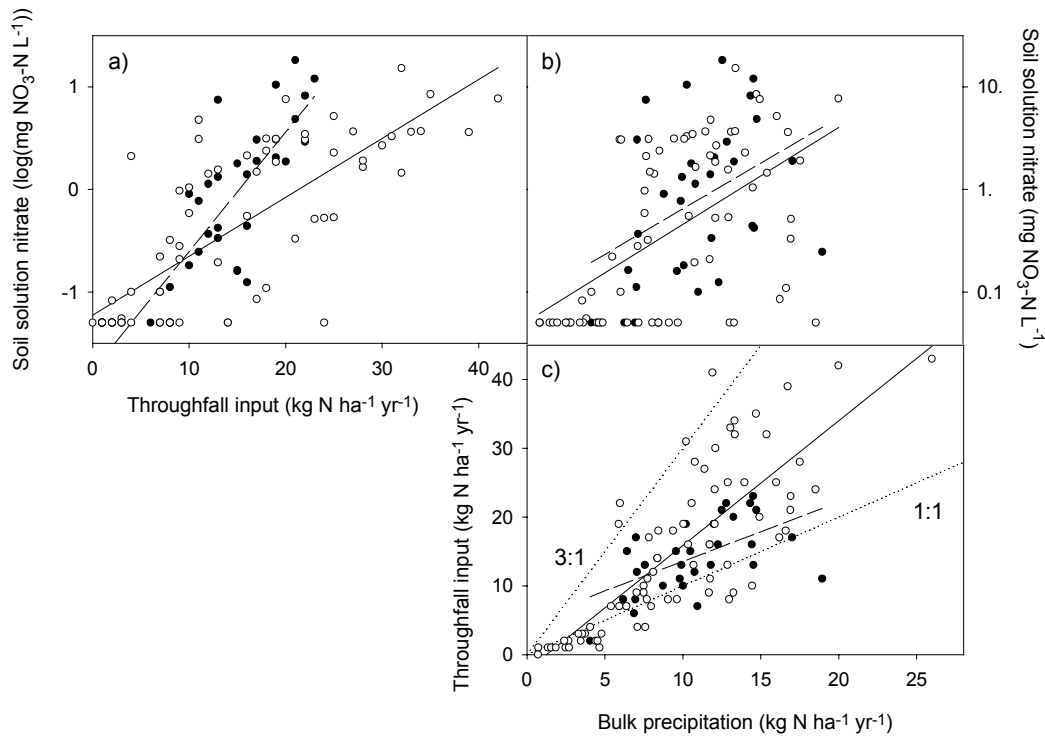 a)
b)
1
0
-1
Soil solution nitrate (log(mg NO₃-N L⁻¹))
0 10 20 30 40
Throughfall input (kg N ha⁻¹ yr⁻¹)
10.
1.
0.1
Soil solution nitrate (mg NO₃-N L⁻¹)
c)
3:1
1:1
40
30
20
10
0
Throughfall input (kg N ha⁻¹ yr⁻¹)
0 5 10 15 20 25
Bulk precipitation (kg N ha⁻¹ yr⁻¹)